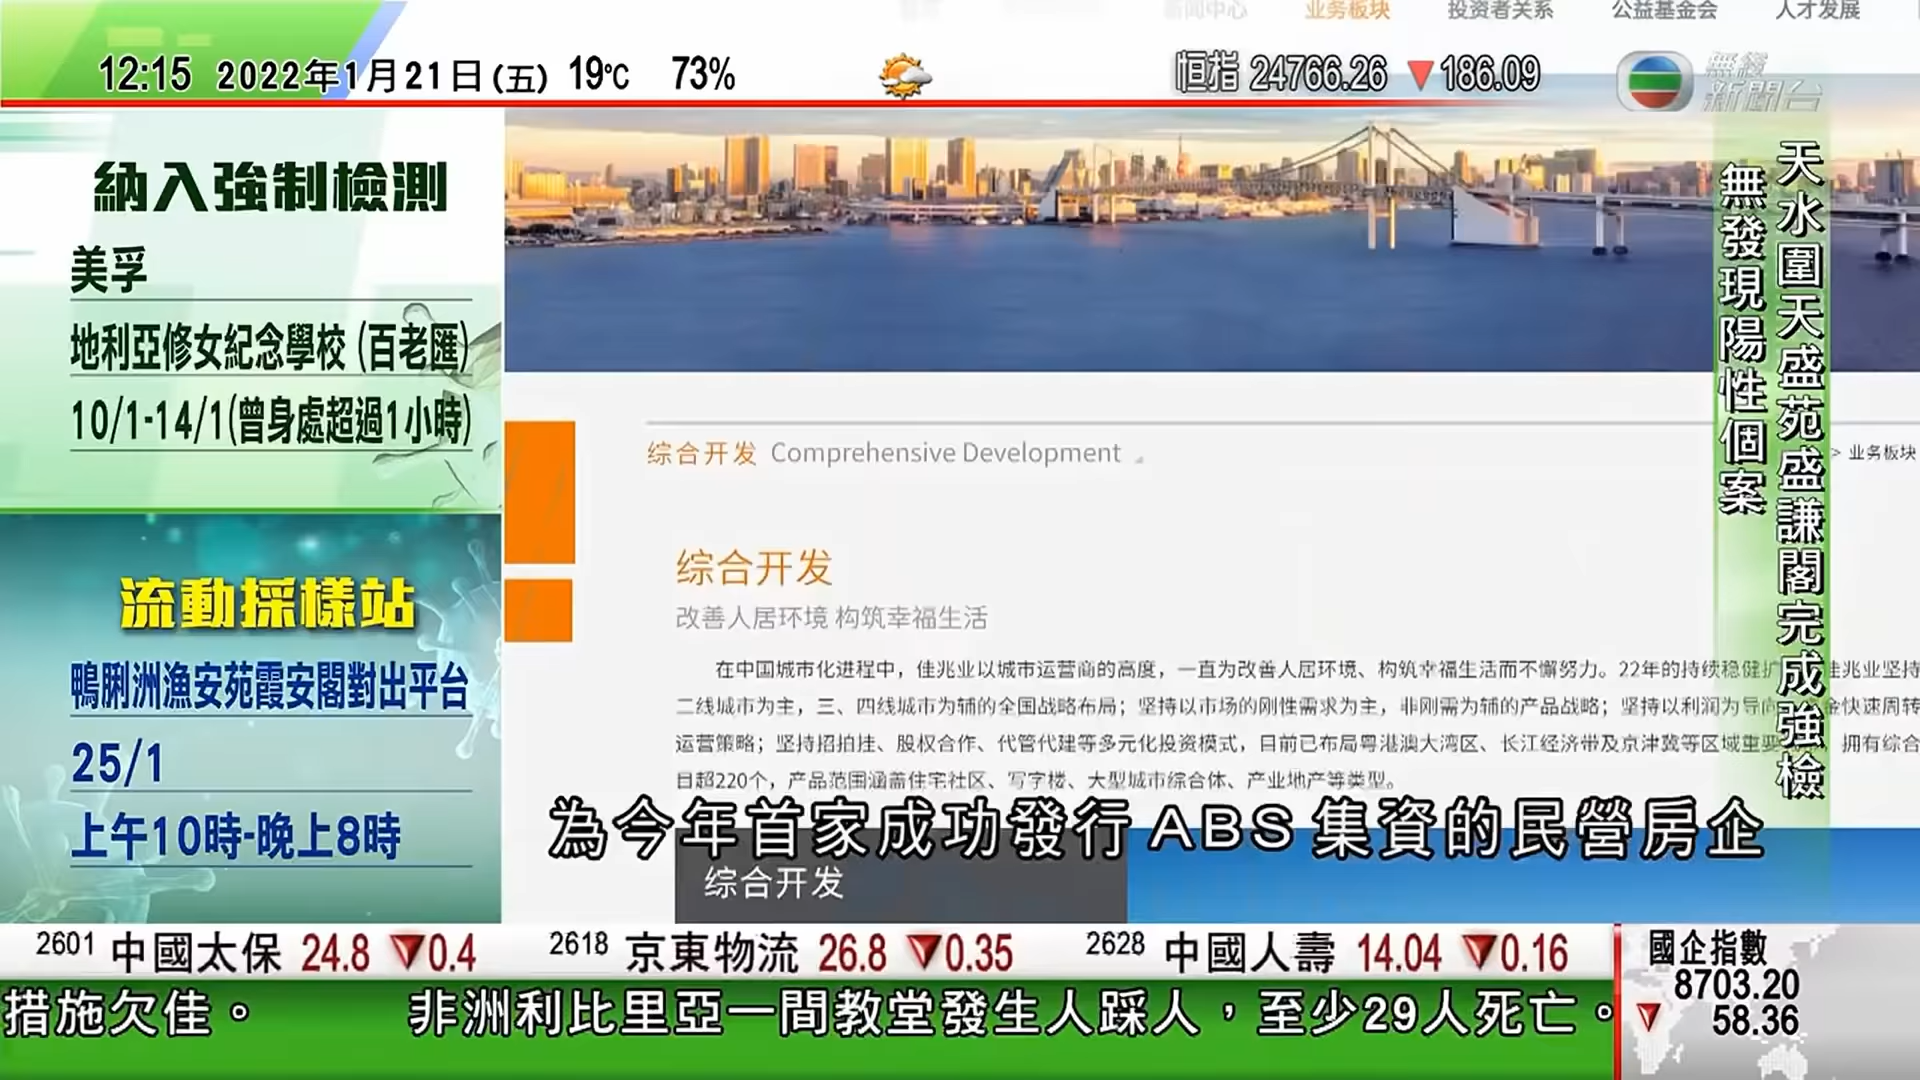 业务板块
投资者关系
公益基金会
人才发展
12:15 2022年1月21日(五) 19℃ 73%
恒指 24766.26 ▼186.09
無綫
新聞台
納入強制檢測
美孚
地利亞修女紀念學校(百老匯)
10/1-14/1(曾身處超過1小時)
流動採樣站
鴨脷洲漁安苑霞安閣對出平台
25/1
上午10時-晚上8時
天水圍天盛苑盛謙閣完成強檢
無發現陽性個案
综合开发 Comprehensive Development
> 业务板块
综合开发
改善人居环境 构筑幸福生活
在中国城市化进程中，佳兆业以城市运营商的高度，一直为改善人居环境、构筑幸福生活而不懈努力。22年的持续稳健扩 佳兆业坚持
二线城市为主，三、四线城市为辅的全国战略布局；坚持以市场的刚性需求为主，非刚需为辅的产品战略；坚持以利润为导向 金快速周转
运营策略；坚持招拍挂、股权合作、代管代建等多元化投资模式，目前已布局粤港澳大湾区、长江经济带及京津冀等区域重要 ，拥有综合
目超220个，产品范围涵盖住宅社区、写字楼、大型城市综合体、产业地产等类型。
為今年首家成功發行ABS集資的民營房企
综合开发
2601 中國太保 24.8 ▼0.4 2618 京東物流 26.8 ▼0.35 2628 中國人壽 14.04 ▼0.16
國企指數
8703.20
▼ 58.36
措施欠佳。 非洲利比里亞一間教堂發生人踩人，至少29人死亡。